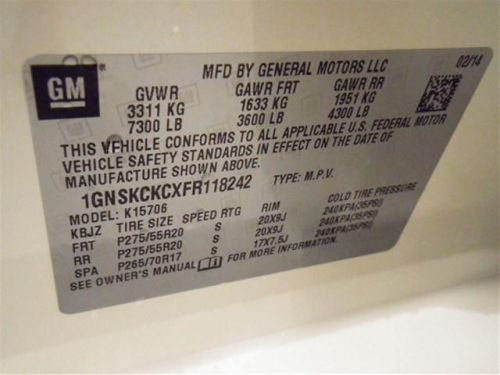 GM
MFD BY GENERAL MOTORS LLC 02/14
GVWR GAWR FRT GAWR RR
3311 KG 1633 KG 1951 KG
7300 LB 3600 LB 4300 LB
THIS VEHICLE CONFORMS TO ALL APPLICABLE U.S. FEDERAL MOTOR
VEHICLE SAFETY STANDARDS IN EFFECT ON THE DATE OF
MANUFACTURE SHOWN ABOVE.
1GNSKCKCXFR118242 TYPE: M.P.V.
MODEL: K15706
KBJZ TIRE SIZE SPEED RTG RIM COLD TIRE PRESSURE
FRT P275/55R20 S 20X9J 240KPA(35PSI)
RR P275/55R20 S 20X9J 240KPA(35PSI)
SPA P265/70R17 S 17X7.5J 240KPA(35PSI)
SEE OWNER'S MANUAL FOR MORE INFORMATION